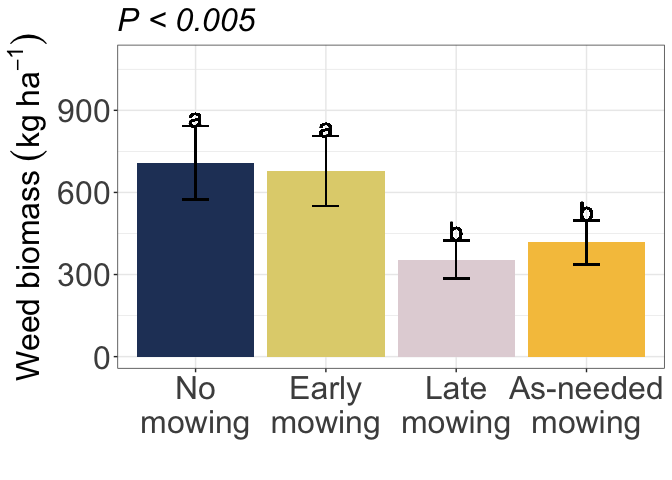 P < 0.005
Weed biomass (kg ha⁻¹)
900
600
300
0
a
a
b
b
No
mowing
Early
mowing
Late
mowing
As-needed
mowing